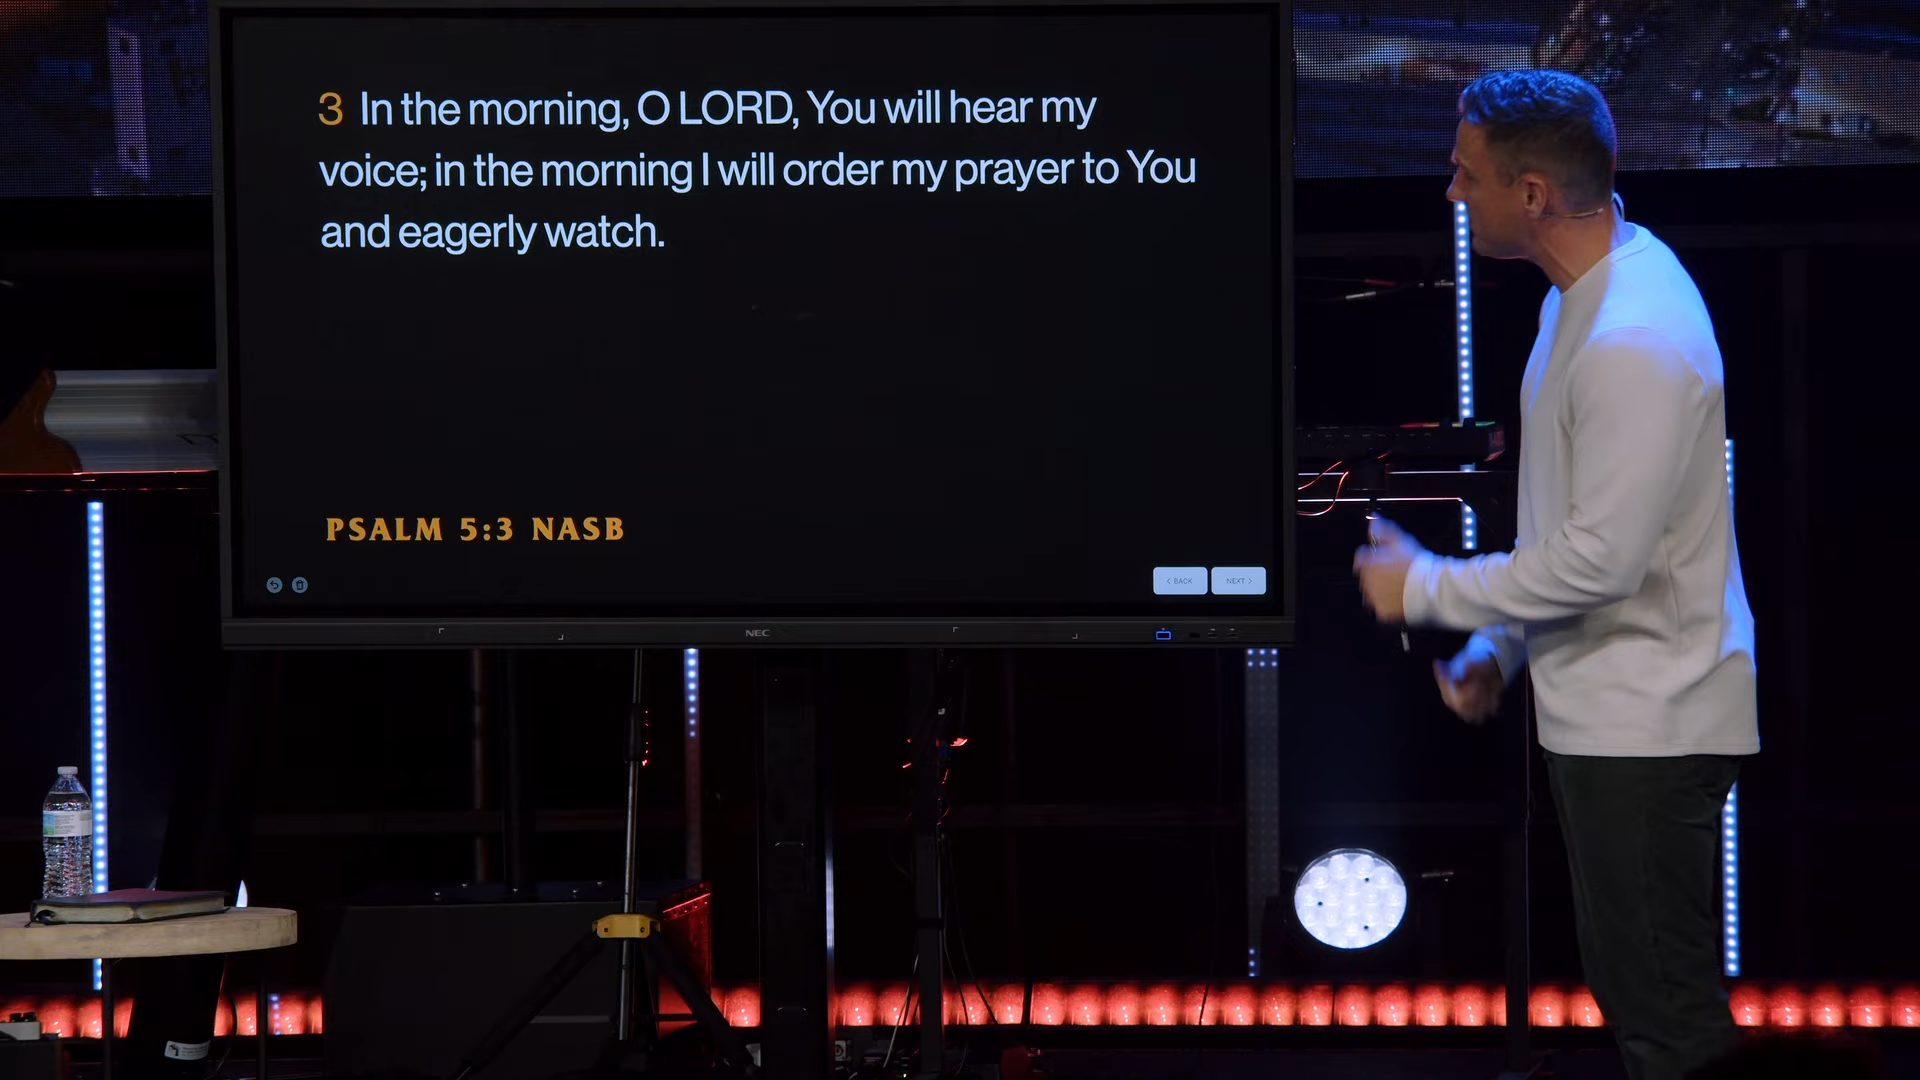 3 In the morning, O LORD, You will hear my
voice; in the morning I will order my prayer to You
and eagerly watch.
PSALM 5:3 NASB
< BACK
NEXT >
NEC